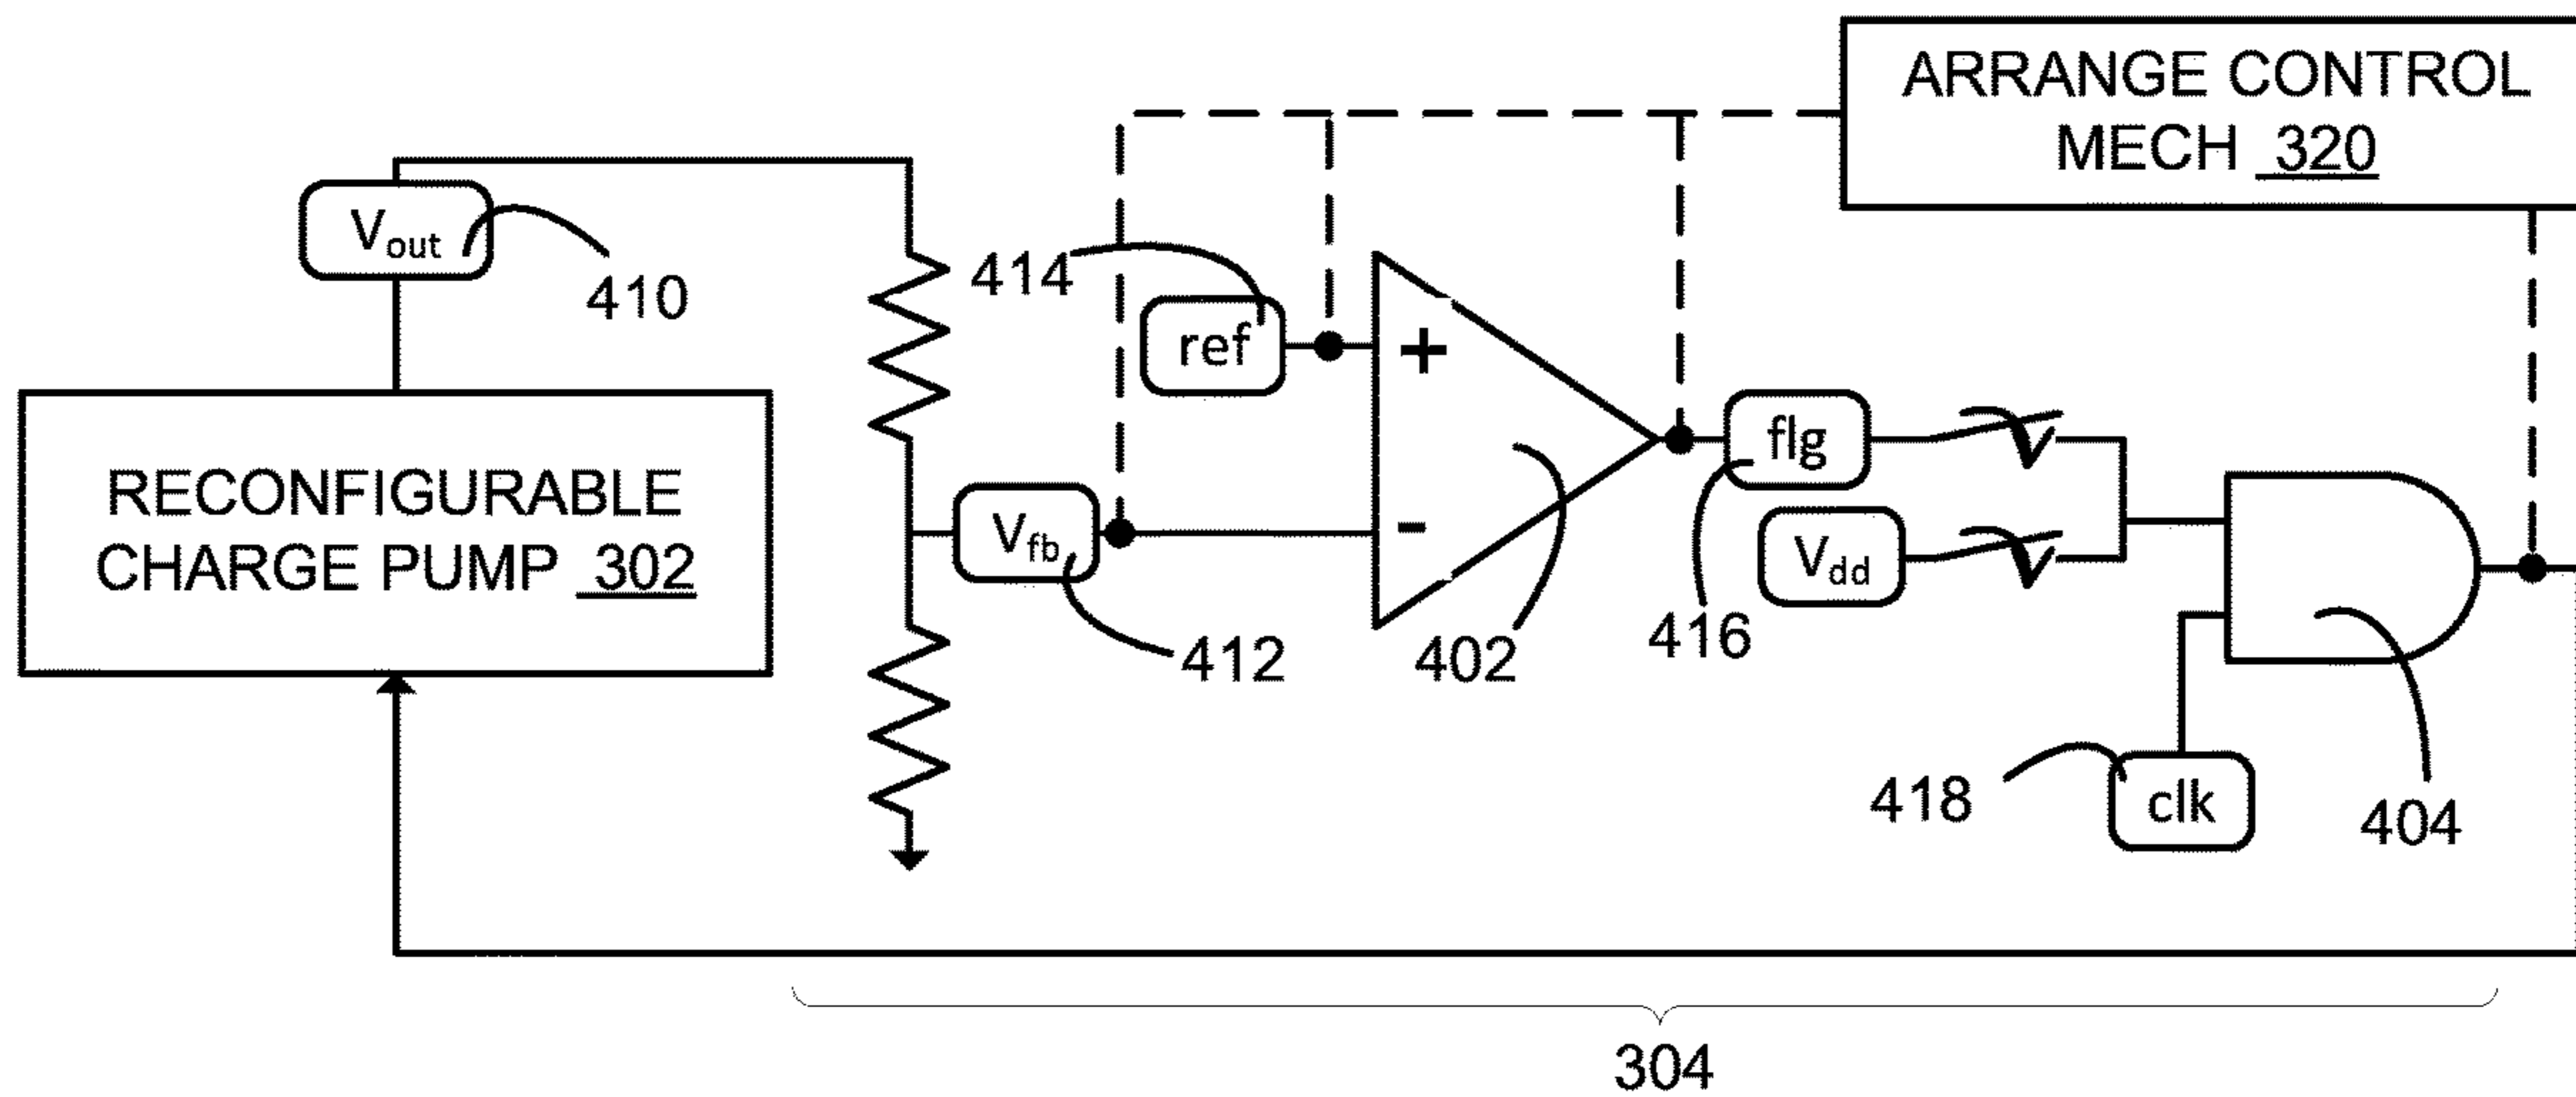 ARRANGE CONTROL
MECH 320
Vout
410
414
ref
+
flg
RECONFIGURABLE
CHARGE PUMP 302
Vfb
-
Vdd
412
402
416
418
clk
404
304